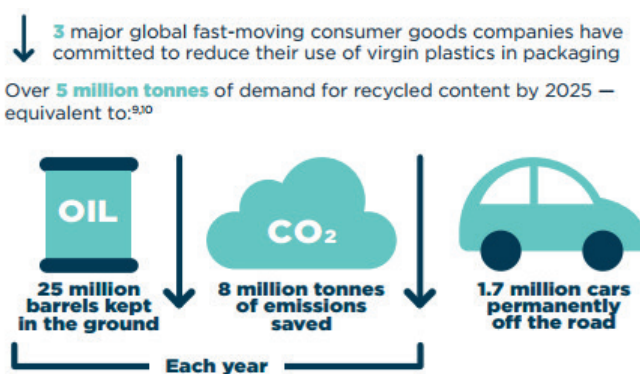 3 major global fast-moving consumer goods companies have
committed to reduce their use of virgin plastics in packaging
Over 5 million tonnes of demand for recycled content by 2025 —
equivalent to:9,10
OIL
CO₂
25 million
barrels kept
in the ground
8 million tonnes
of emissions
saved
1.7 million cars
permanently
off the road
Each year